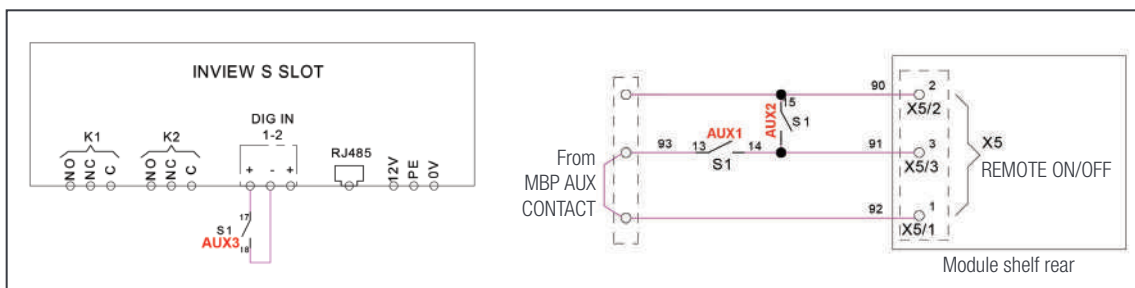 INVIEW S SLOT
DIG IN
1-2
K1
K2
RJ485
NO
NC
C
NO
NC
C
+
-
+
12V
PE
0V
17
S1
AUX3
18
From
MBP AUX
CONTACT
93
13
AUX1
14
S1
AUX2
15
S1
90
91
92
2
X5/2
3
X5/3
1
X5/1
X5
REMOTE ON/OFF
Module shelf rear